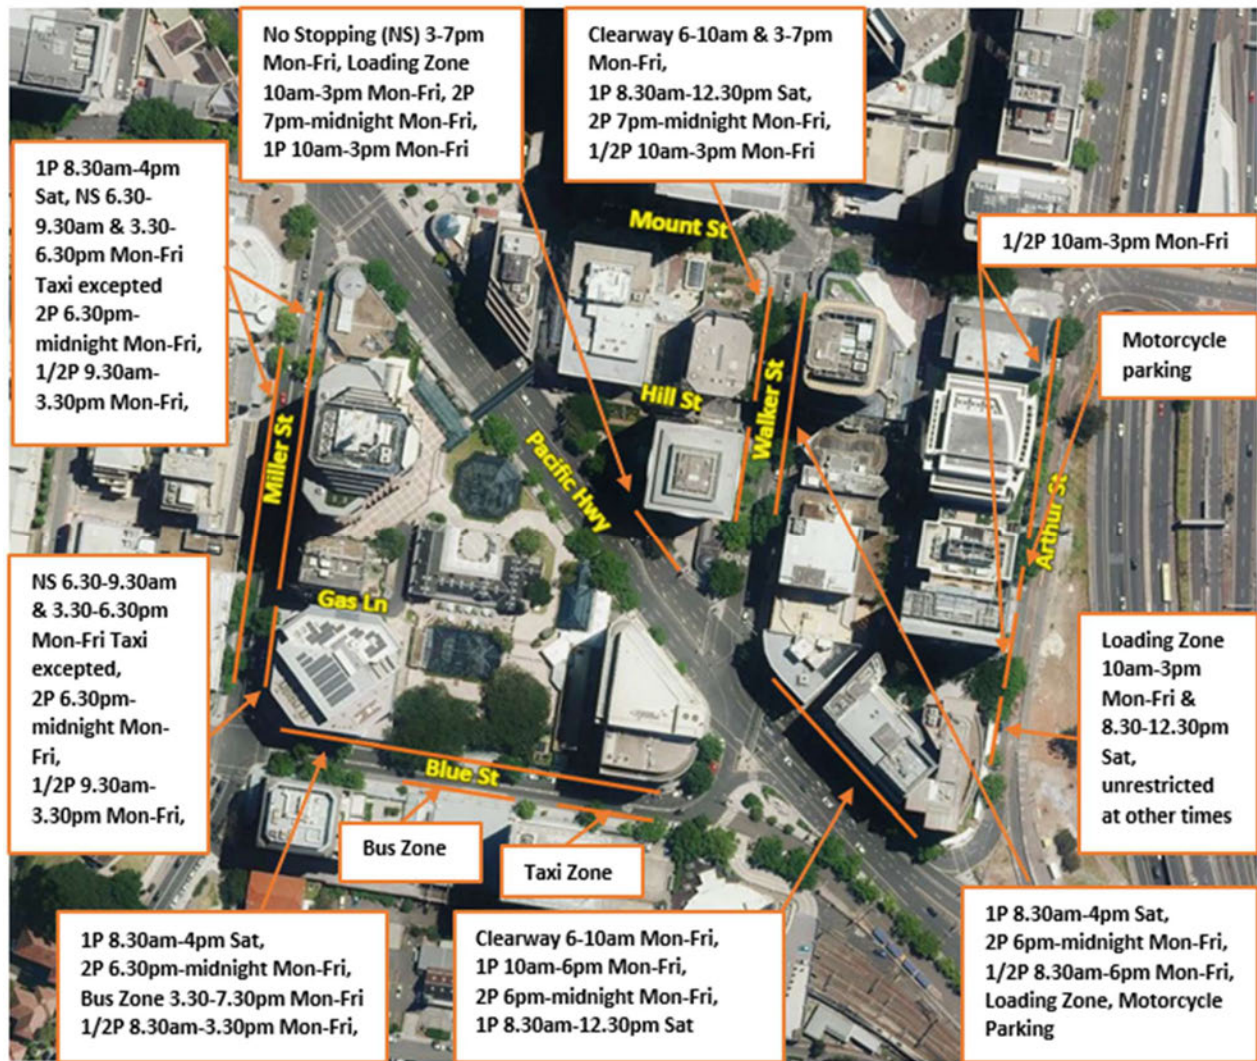 No Stopping (NS) 3-7pm
Mon-Fri, Loading Zone
10am-3pm Mon-Fri, 2P
7pm-midnight Mon-Fri,
1P 10am-3pm Mon-Fri
Clearway 6-10am & 3-7pm
Mon-Fri,
1P 8.30am-12.30pm Sat,
2P 7pm-midnight Mon-Fri,
1/2P 10am-3pm Mon-Fri
1P 8.30am-4pm
Sat, NS 6.30-
9.30am & 3.30-
6.30pm Mon-Fri
Taxi excepted
2P 6.30pm-
midnight Mon-Fri,
1/2P 9.30am-
3.30pm Mon-Fri,
Mount St
1/2P 10am-3pm Mon-Fri
Motorcycle
parking
Hill St
Walker St
Miller St
Pacific Hwy
Arthur St
NS 6.30-9.30am
& 3.30-6.30pm
Mon-Fri Taxi
excepted,
2P 6.30pm-
midnight Mon-
Fri,
1/2P 9.30am-
3.30pm Mon-Fri,
Gas Ln
Loading Zone
10am-3pm
Mon-Fri &
8.30-12.30pm
Sat,
unrestricted
at other times
Blue St
Bus Zone
Taxi Zone
1P 8.30am-4pm Sat,
2P 6.30pm-midnight Mon-Fri,
Bus Zone 3.30-7.30pm Mon-Fri
1/2P 8.30am-3.30pm Mon-Fri,
Clearway 6-10am Mon-Fri,
1P 10am-6pm Mon-Fri,
2P 6pm-midnight Mon-Fri,
1P 8.30am-12.30pm Sat
1P 8.30am-4pm Sat,
2P 6pm-midnight Mon-Fri,
1/2P 8.30am-6pm Mon-Fri,
Loading Zone, Motorcycle
Parking